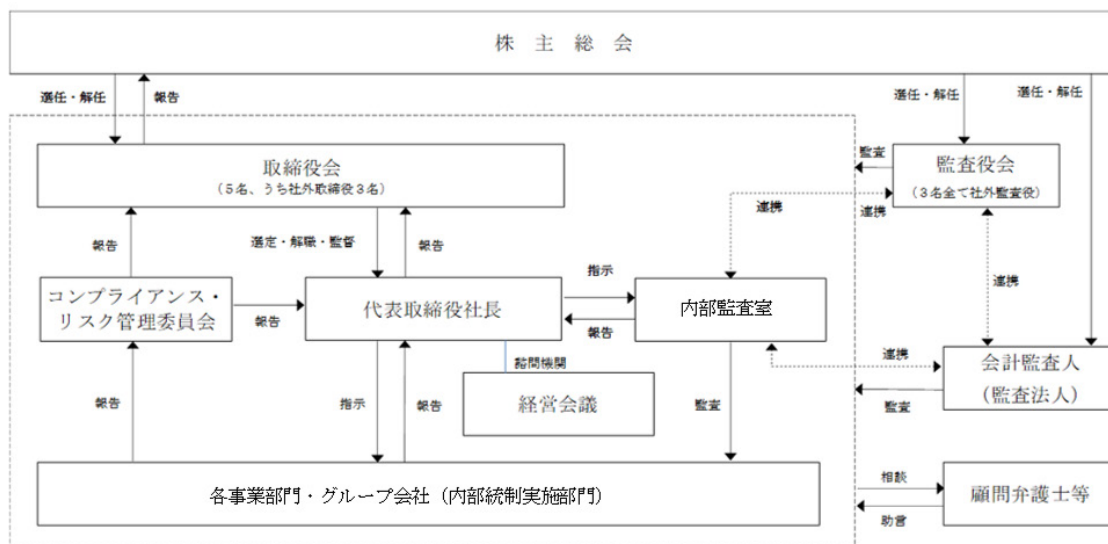 株 主 総 会
選任・解任
報告
選任・解任
選任・解任
取締役会
（５名、うち社外取締役３名）
監査
監査役会
（３名全て社外監査役）
連携
連携
報告
選定・解職・監督
報告
指示
連携
コンプライアンス・
リスク管理委員会
報告
代表取締役社長
報告
内部監査室
諮問機関
連携
会計監査人
（監査法人）
監査
報告
指示
報告
経営会議
監査
各事業部門・グループ会社（内部統制実施部門）
相談
助言
顧問弁護士等